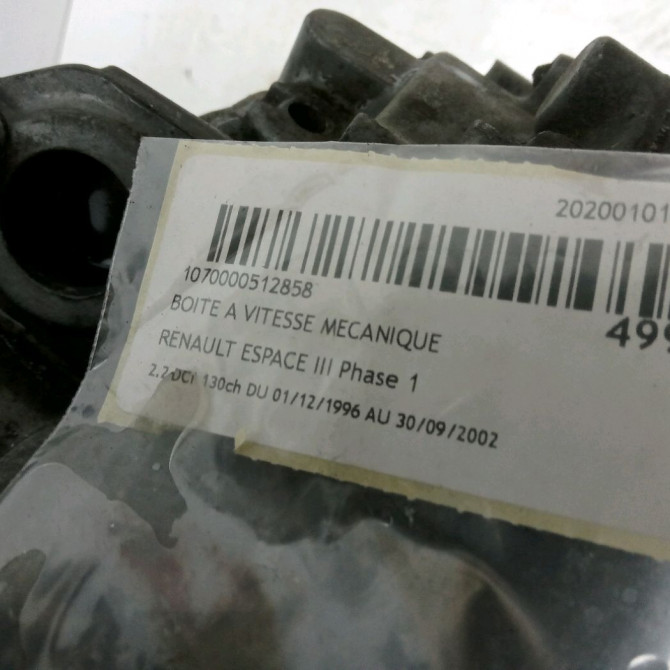 20200101
1070000512858
499
BOITE A VITESSE MECANIQUE
RENAULT ESPACE III Phase 1
2.2 DCI 130ch DU 01/12/1996 AU 30/09/2002